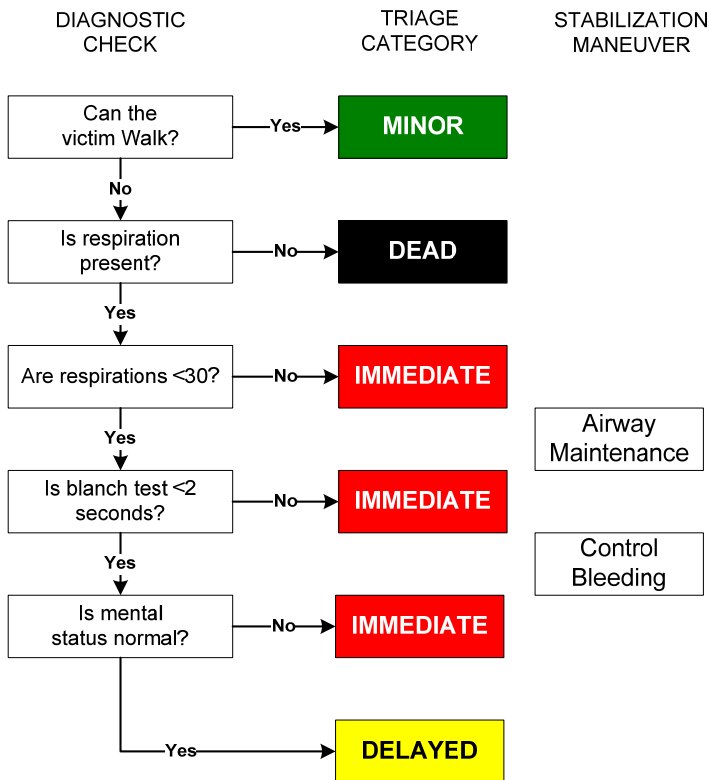 DIAGNOSTIC
CHECK
TRIAGE
CATEGORY
STABILIZATION
MANEUVER
Can the
victim Walk?
Yes
MINOR
No
Is respiration
present?
No
DEAD
Yes
Are respirations <30?
No
IMMEDIATE
Airway
Maintenance
Yes
Is blanch test <2
seconds?
No
IMMEDIATE
Control
Bleeding
Yes
Is mental
status normal?
No
IMMEDIATE
Yes
DELAYED